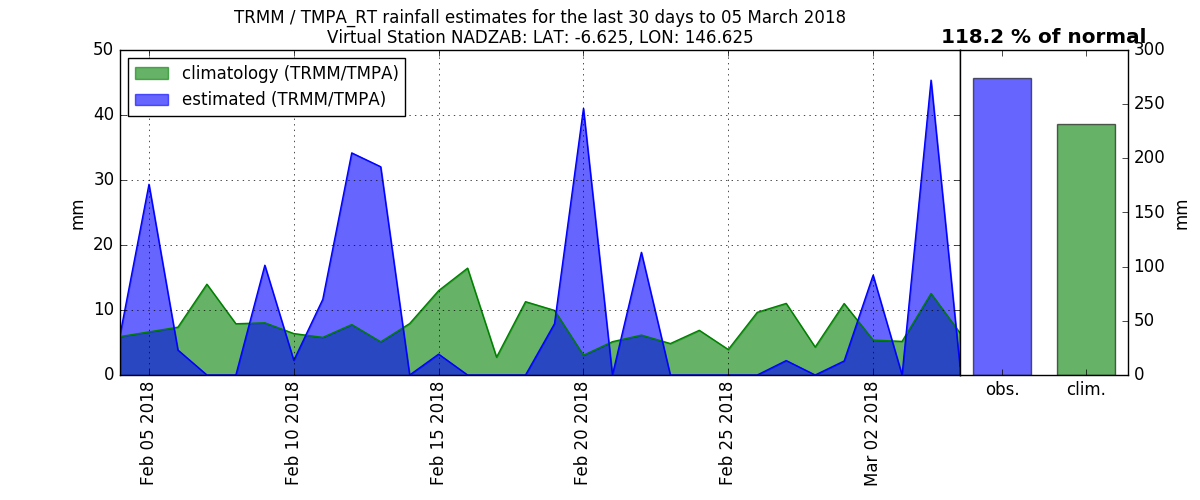 TRMM / TMPA_RT rainfall estimates for the last 30 days to 05 March 2018
Virtual Station NADZAB: LAT: -6.625, LON: 146.625
118.2 % of normal
climatology (TRMM/TMPA)
estimated (TRMM/TMPA)
50
40
30
20
10
0
mm
Feb 05 2018
Feb 10 2018
Feb 15 2018
Feb 20 2018
Feb 25 2018
Mar 02 2018
300
250
200
150
100
50
0
mm
obs.
clim.